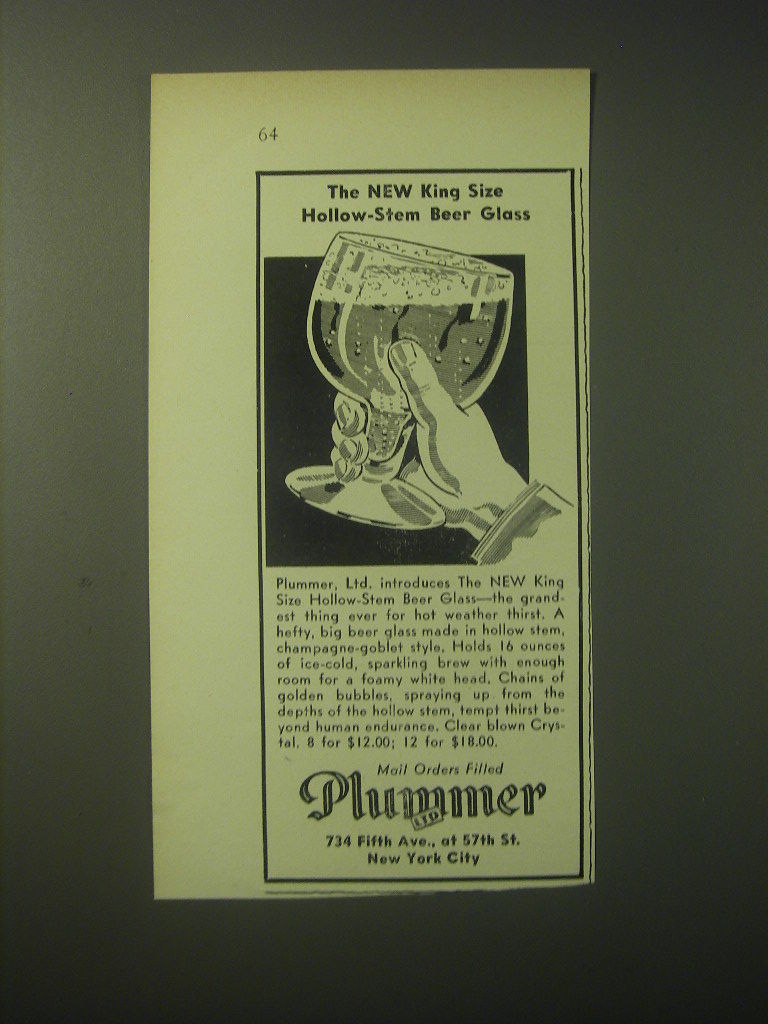 64
The NEW King Size
Hollow-Stem Beer Glass
Plummer, Ltd. introduces The NEW King
Size Hollow-Stem Beer Glass—the grand-
est thing ever for hot weather thirst. A
hefty, big beer glass made in hollow stem,
champagne-goblet style. Holds 16 ounces
of ice-cold, sparkling brew with enough
room for a foamy white head. Chains of
golden bubbles, spraying up from the
depths of the hollow stem, tempt thirst be-
yond human endurance. Clear blown Crys-
tal. 8 for $12.00; 12 for $18.00.
Mail Orders Filled
Plummer
LTD
734 Fifth Ave., at 57th St.
New York City